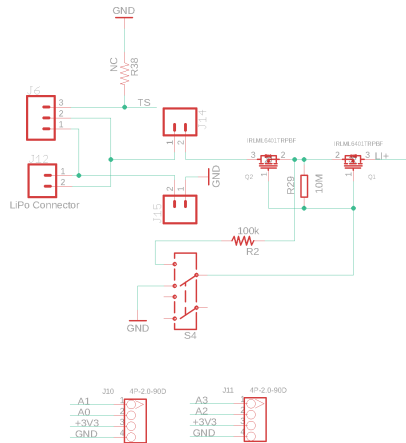 GND
NC
R38
J6
3
2
1
TS
J14
1 2
J12
1
2
LiPo Connector
GND
2 1
J15
IRLML6401TRPBF
3 2
1
Q2
R29
10M
IRLML6401TRPBF
2 3
LI+
1
100k
R2
GND
S4
J10 4P-2.0-90D
A1 1
A0 2
+3V3 3
GND 4
J11 4P-2.0-90D
A3 1
A2 2
+3V3 3
GND 4